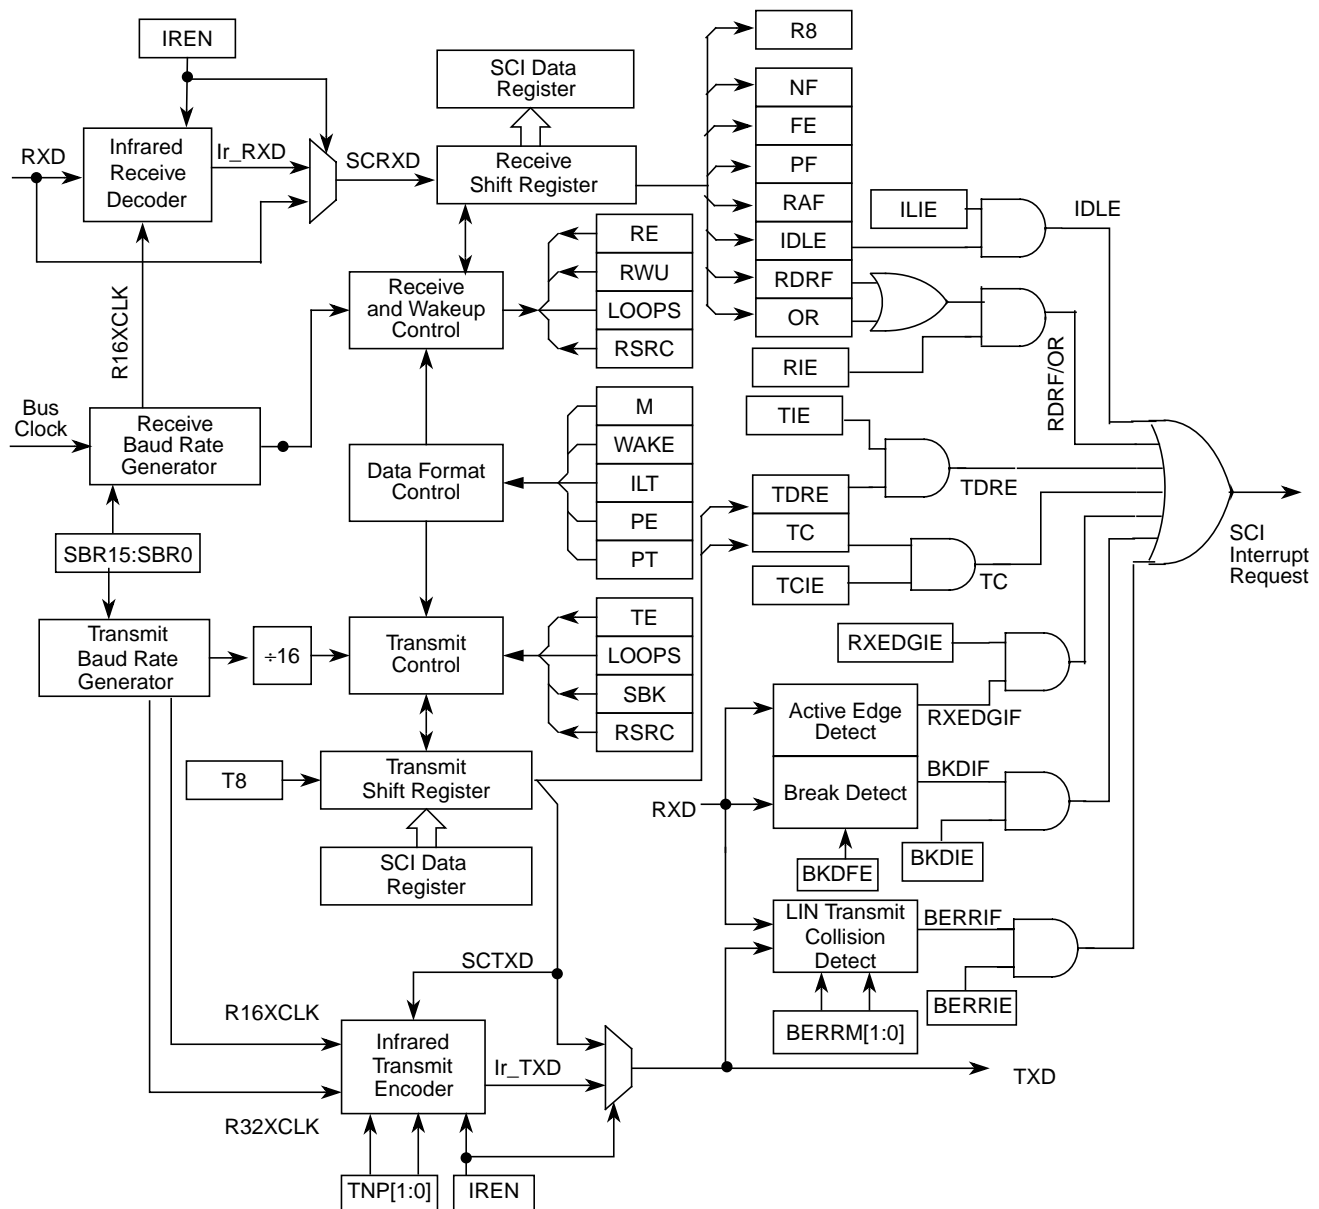 IREN
SCI Data
Register
R8
NF
FE
PF
RAF
IDLE
RDRF
OR
RXD
Infrared
Receive
Decoder
Ir_RXD
SCRXD
Receive
Shift Register
ILIE
IDLE
RE
RWU
LOOPS
RSRC
Receive
and Wakeup
Control
R16XCLK
RIE
RDRF/OR
Bus
Clock
Receive
Baud Rate
Generator
M
WAKE
ILT
PE
PT
Data Format
Control
TIE
TDRE
TC
TDRE
TCIE
TC
SCI
Interrupt
Request
SBR15:SBR0
Transmit
Baud Rate
Generator
÷16
Transmit
Control
TE
LOOPS
SBK
RSRC
RXEDGIE
Active Edge
Detect
RXEDGIF
T8
Transmit
Shift Register
RXD
Break Detect
BKDIF
BKDIE
BKDFE
SCI Data
Register
LIN Transmit
Collision
Detect
BERRIF
BERRIE
BERRM[1:0]
SCTXD
R16XCLK
Infrared
Transmit
Encoder
Ir_TXD
TXD
R32XCLK
TNP[1:0]
IREN